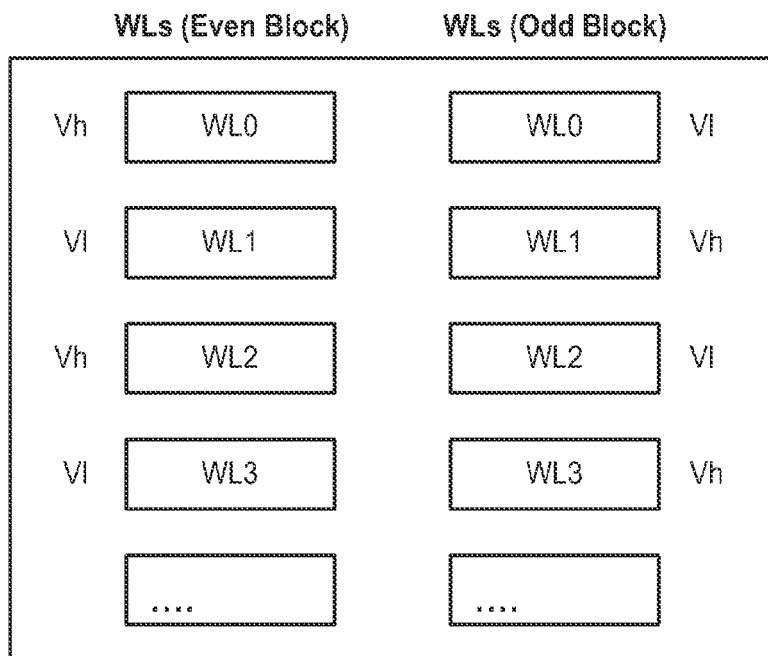 WLs (Even Block) WLs (Odd Block)
Vh WL0 WL0 Vl
Vl WL1 WL1 Vh
Vh WL2 WL2 Vl
Vl WL3 WL3 Vh
.... ....